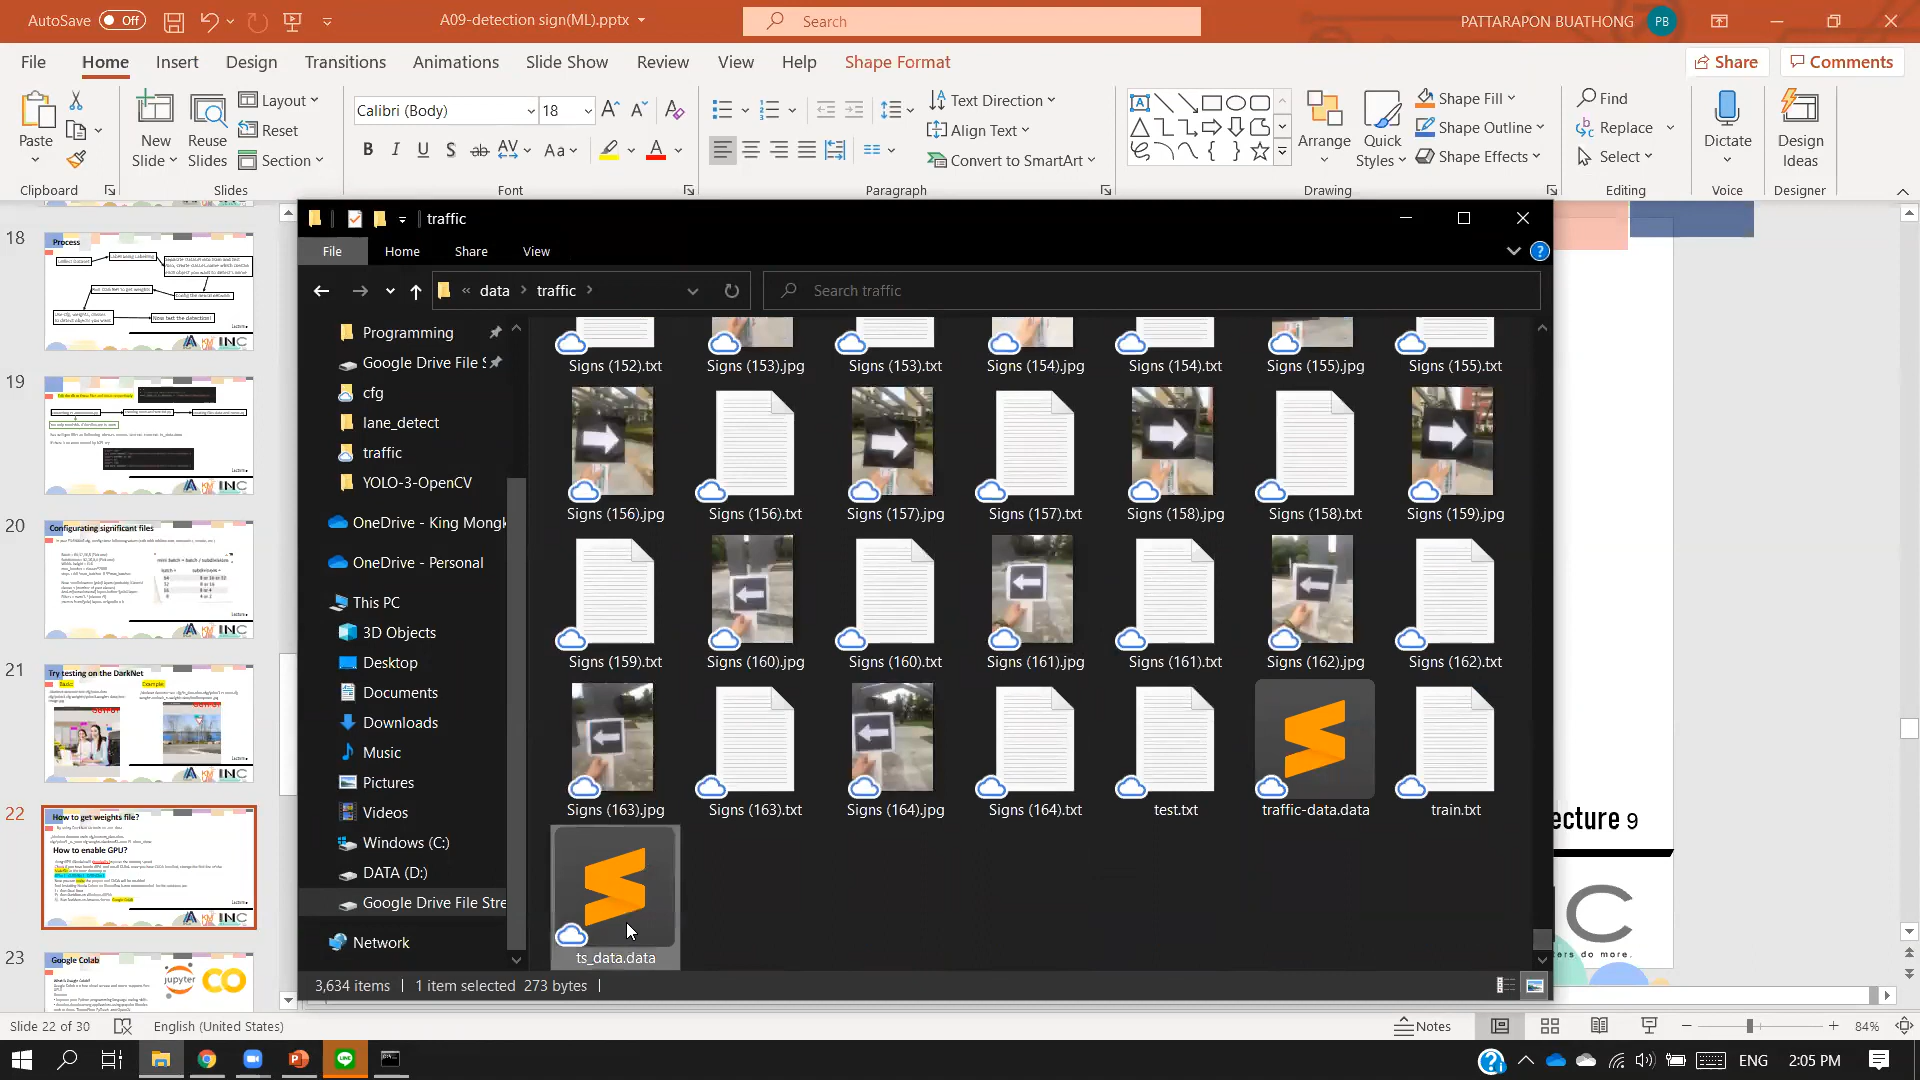 AutoSave Off
A09-detection sign(ML).pptx
Search
PATTARAPON BUATHONG PB
File Home Insert Design Transitions Animations Slide Show Review View Help Shape Format
Share Comments
Paste
New Slide
Reuse Slides
Layout
Reset
Section
Calibri (Body) 18
B I U S ab AV Aa A
Text Direction
Align Text
Convert to SmartArt
Arrange
Quick Styles
Shape Fill
Shape Outline
Shape Effects
Find
Replace
Select
Dictate
Design Ideas
Clipboard Slides Font Paragraph Drawing Editing Voice Designer
18
Process
19
20
Configurating significant files
21
Try testing on the DarkNet
22
How to get weights file?
How to enable GPU?
23
Google Colab
jupyter
traffic
File Home Share View
« data > traffic >
Search traffic
Programming
Google Drive File S
cfg
lane_detect
traffic
YOLO-3-OpenCV
OneDrive - King Mongk
OneDrive - Personal
This PC
3D Objects
Desktop
Documents
Downloads
Music
Pictures
Videos
Windows (C:)
DATA (D:)
Google Drive File Stre
Network
Signs (152).txt Signs (153).jpg Signs (153).txt Signs (154).jpg Signs (154).txt Signs (155).jpg Signs (155).txt
Signs (156).jpg Signs (156).txt Signs (157).jpg Signs (157).txt Signs (158).jpg Signs (158).txt Signs (159).jpg
Signs (159).txt Signs (160).jpg Signs (160).txt Signs (161).jpg Signs (161).txt Signs (162).jpg Signs (162).txt
Signs (163).jpg Signs (163).txt Signs (164).jpg Signs (164).txt test.txt traffic-data.data train.txt
ts_data.data
3,634 items 1 item selected 273 bytes
ecture 9
C
ters do more.
Slide 22 of 30 English (United States)
Notes
84%
ENG 2:05 PM